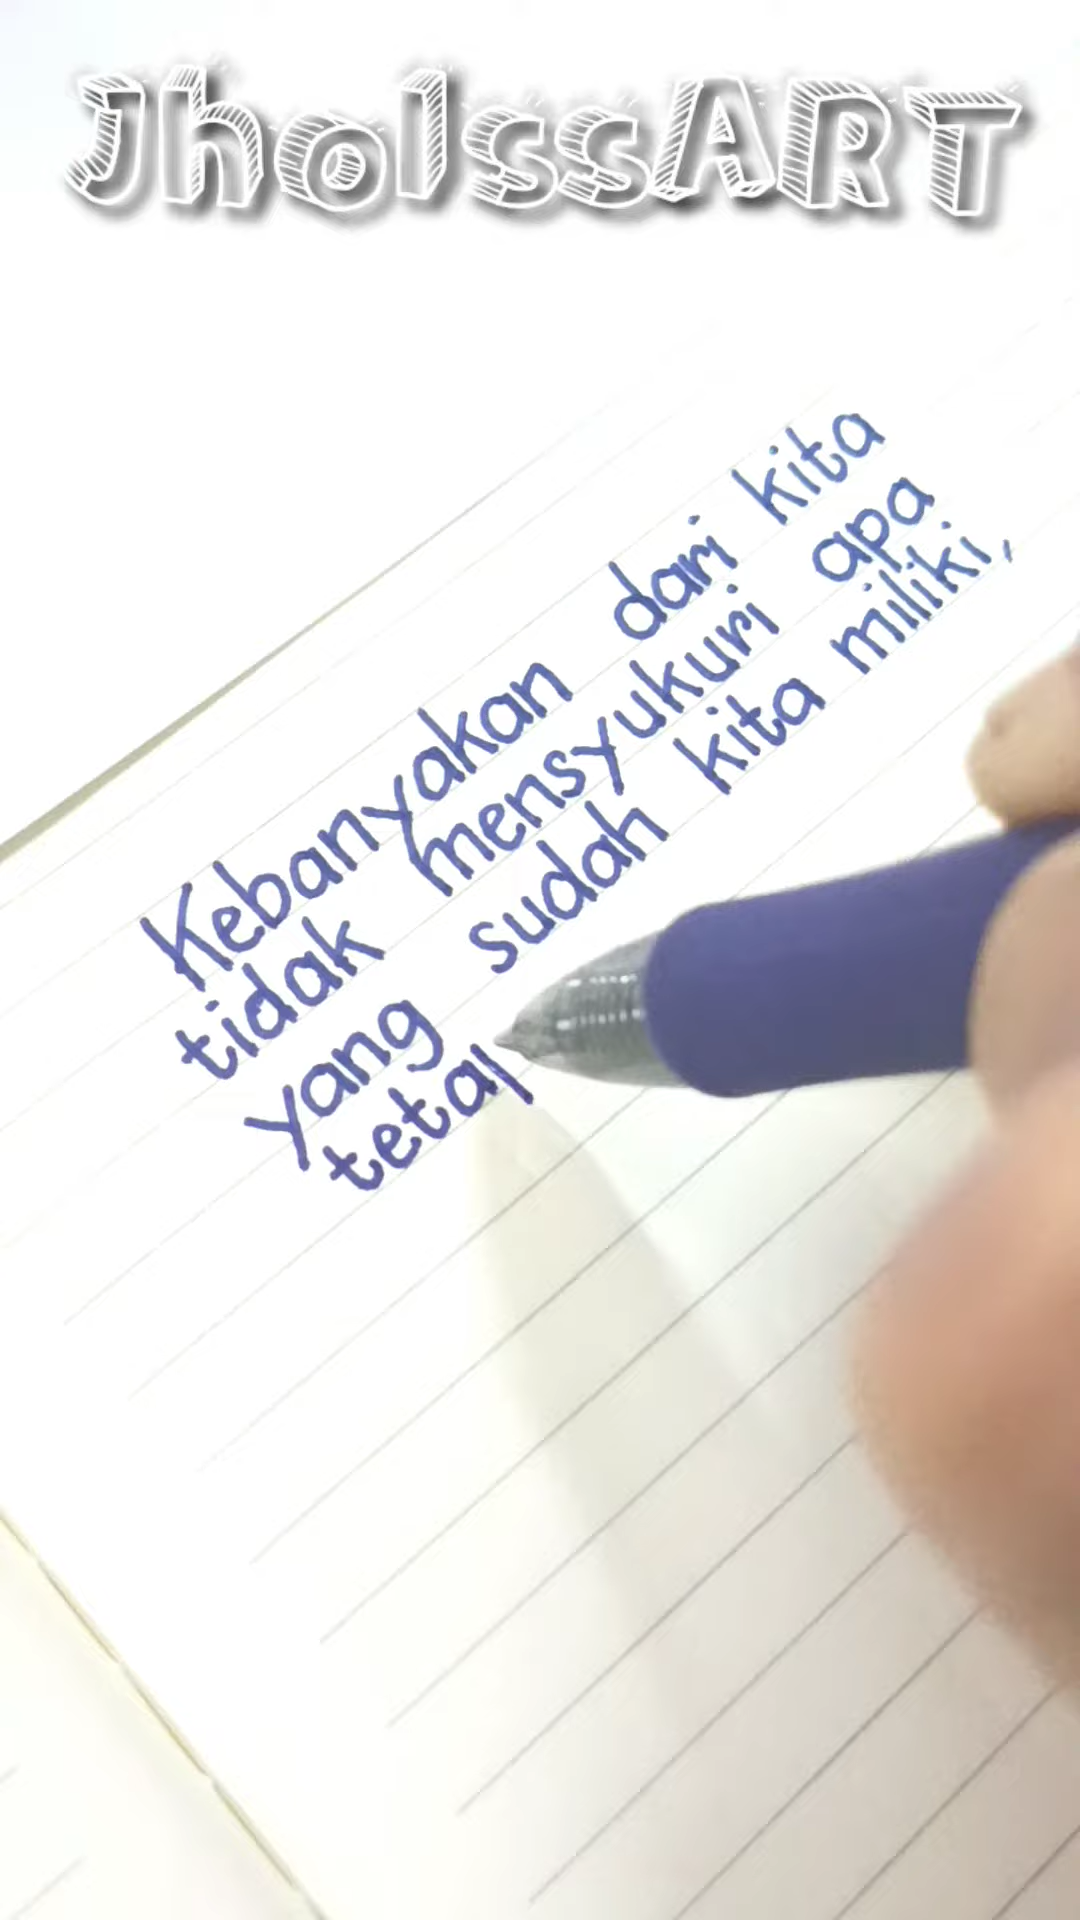 JholssART
Kebanyakan dari kita
tidak mensyukuri apa
yang sudah kita miliki,